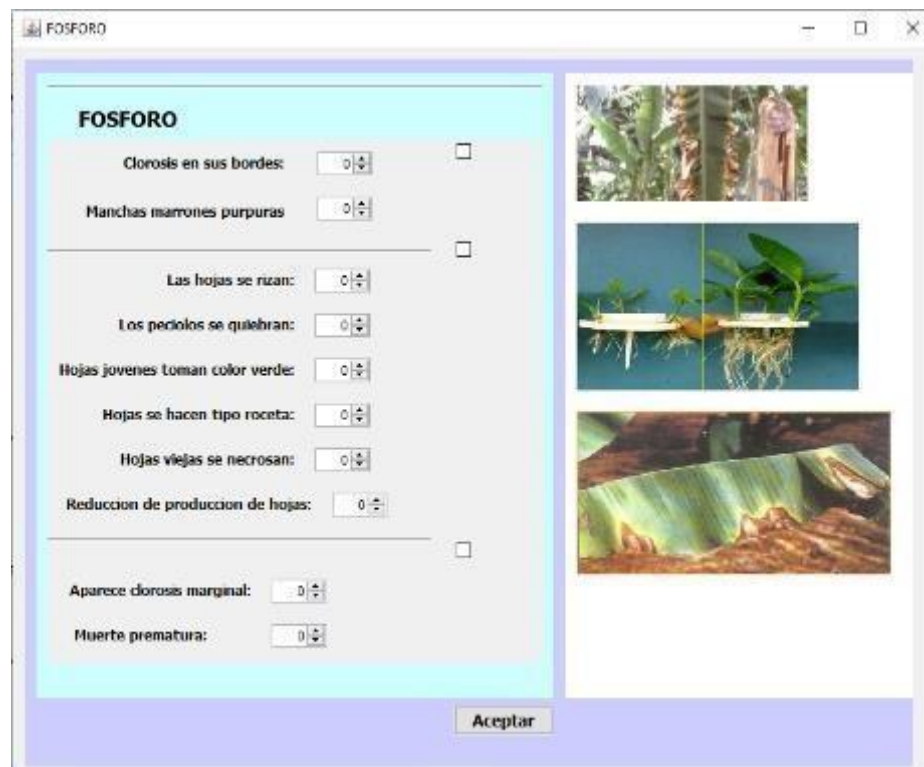 FOSFORO
FOSFORO
Clorosis en sus bordes: 0
Manchas marrones purpuras 0
Las hojas se rizan: 0
Los peciolos se quiebran: 0
Hojas jovenes toman color verde: 0
Hojas se hacen tipo roceta: 0
Hojas viejas se necrosan: 0
Reduccion de produccion de hojas: 0
Aparece clorosis marginal: 0
Muerte prematura: 0
Aceptar